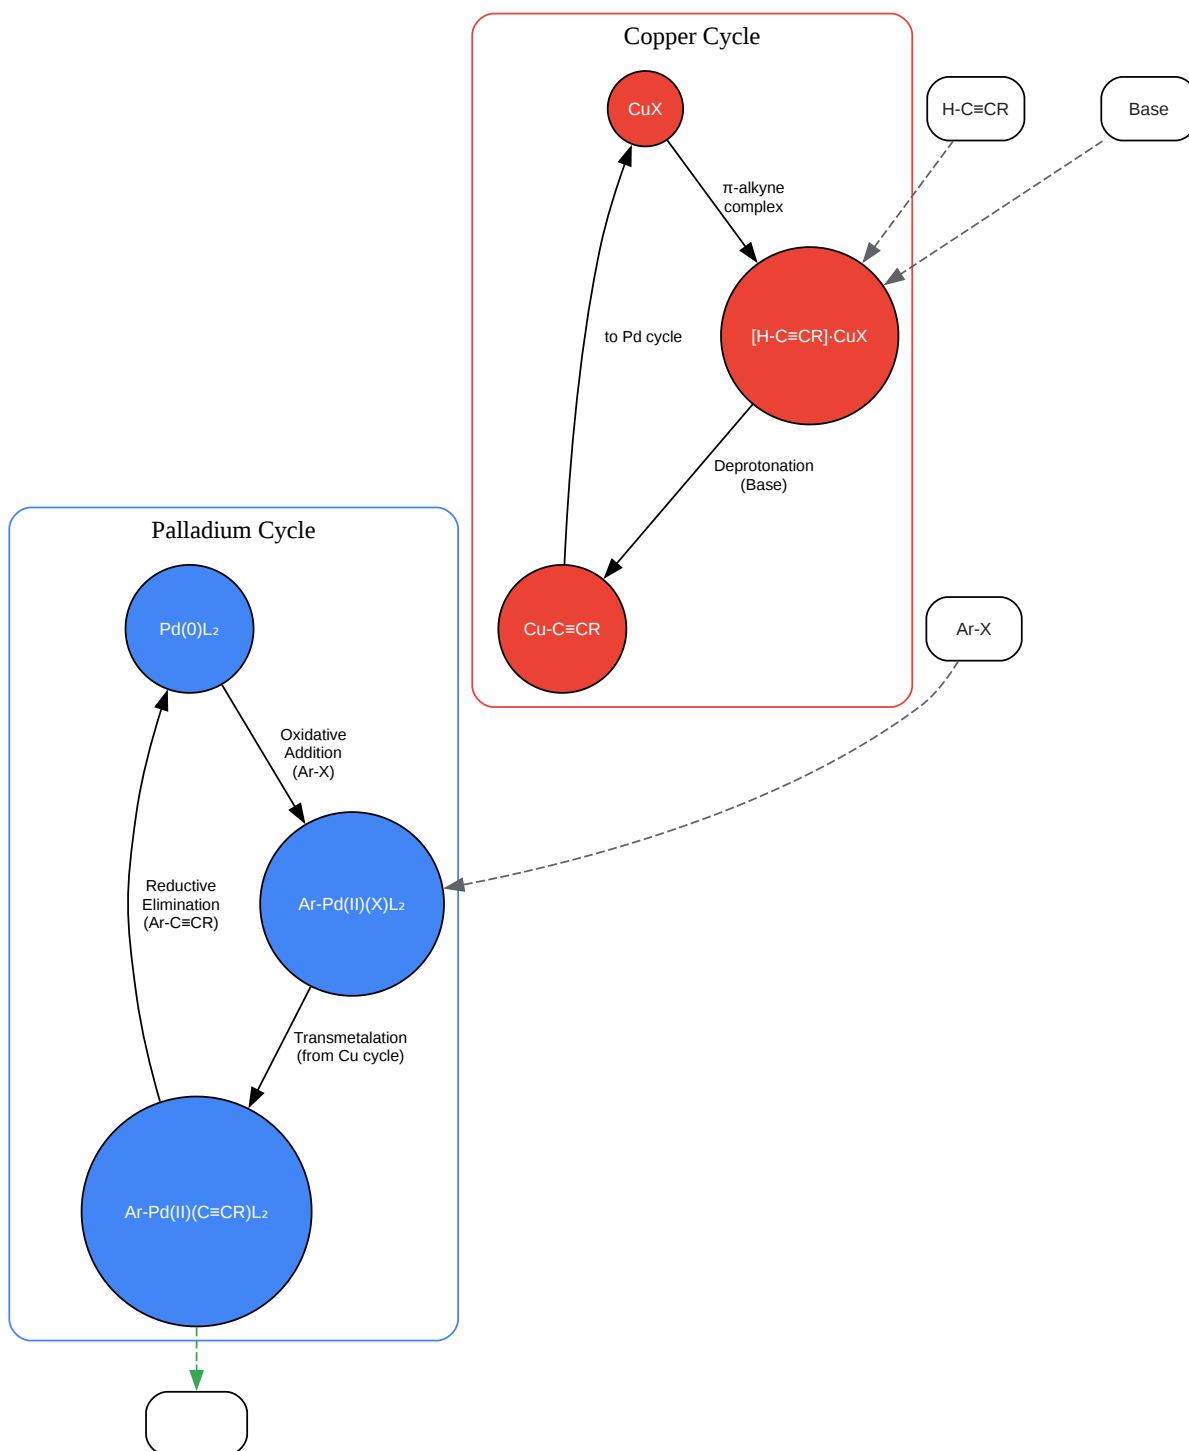 Copper Cycle
CuX
H-C≡CR
Base
π-alkyne
complex
[H-C≡CR]·CuX
to Pd cycle
Deprotonation
(Base)
Cu-C≡CR
Palladium Cycle
Pd(0)L₂
Ar-X
Oxidative
Addition
(Ar-X)
Ar-Pd(II)(X)L₂
Reductive
Elimination
(Ar-C≡CR)
Transmetalation
(from Cu cycle)
Ar-Pd(II)(C≡CR)L₂